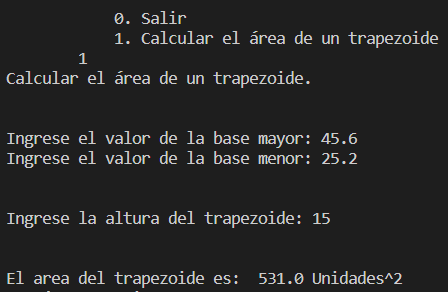 0. Salir
1. Calcular el área de un trapezoide
1
Calcular el área de un trapezoide.
Ingrese el valor de la base mayor: 45.6
Ingrese el valor de la base menor: 25.2
Ingrese la altura del trapezoide: 15
El area del trapezoide es:  531.0 Unidades^2